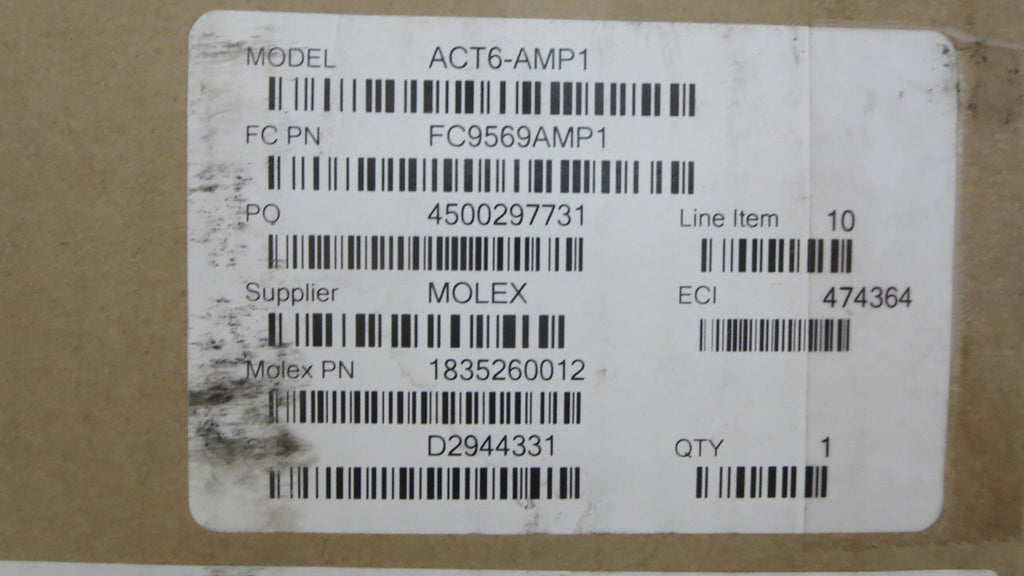 MODEL ACT6-AMP1
FC PN FC9569AMP1
PO 4500297731 Line Item 10
Supplier MOLEX ECI 474364
Molex PN 1835260012
D2944331 QTY 1